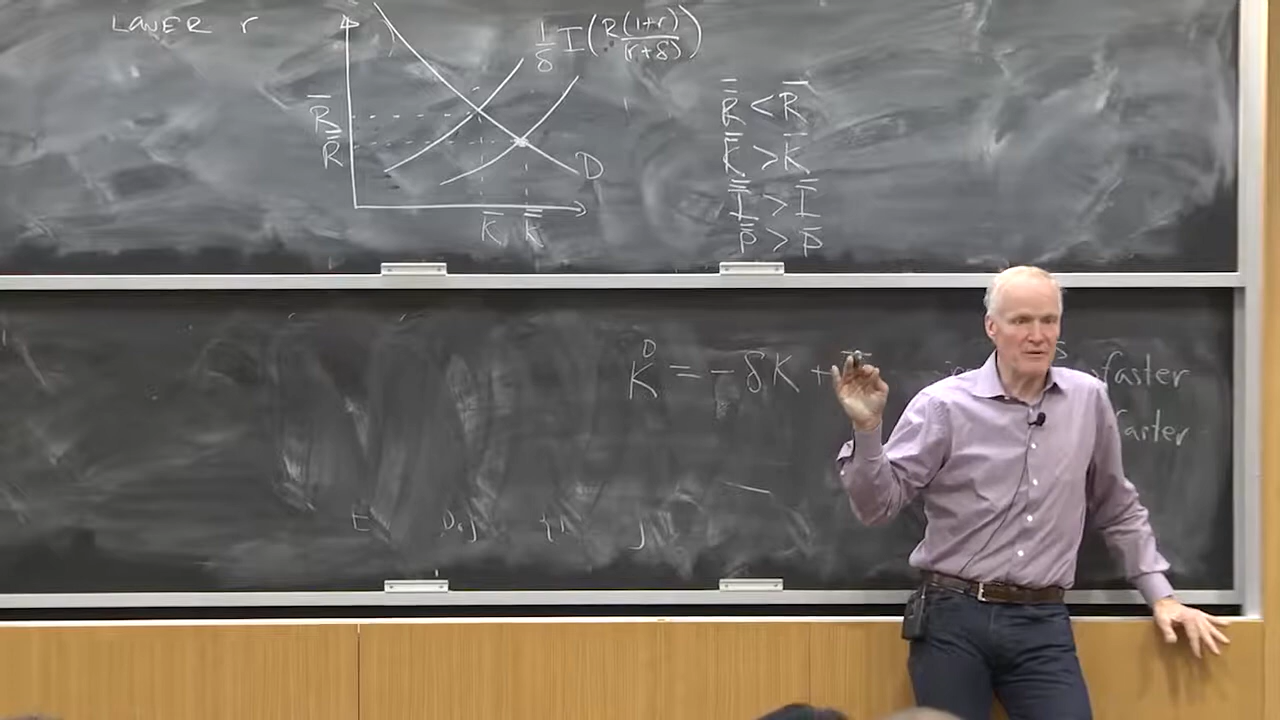 LOWER r
1/δ I(R(1+r)/(r+δ))
R̄
R̿
D
K̄ K̿
R̿ < R̄
K̿ > K̄
I̿ > Ī
P̿ > P̄
K̊ = -δK + faster
faster